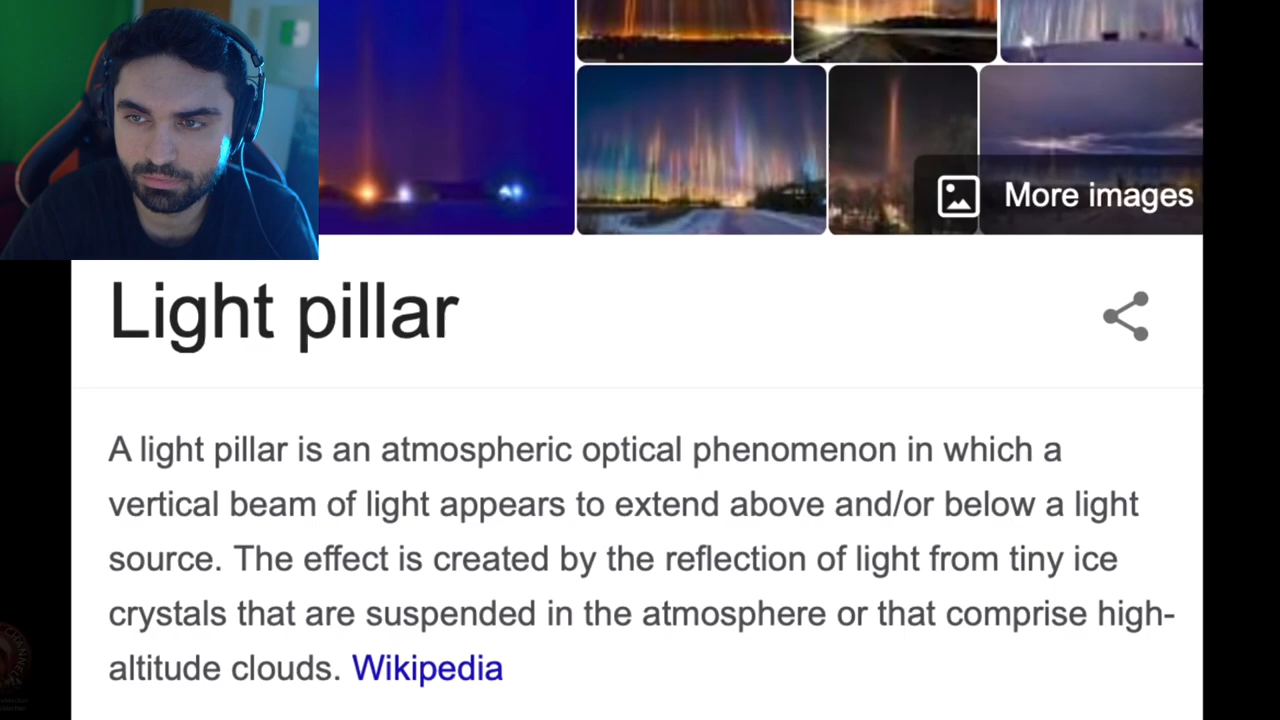 More images
Light pillar
A light pillar is an atmospheric optical phenomenon in which a
vertical beam of light appears to extend above and/or below a light
source. The effect is created by the reflection of light from tiny ice
crystals that are suspended in the atmosphere or that comprise high-
altitude clouds. Wikipedia